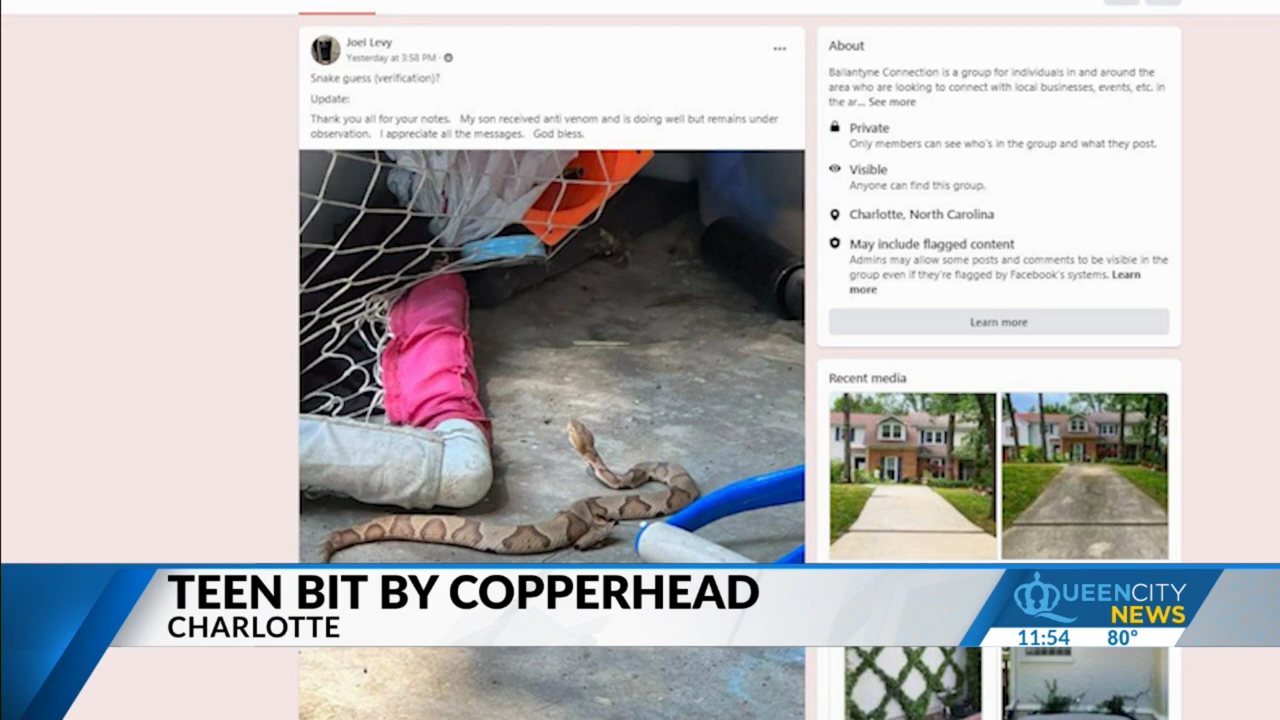 Joel Levy
Yesterday at 3:58 PM ·
Snake guess (verification)?
Update:
Thank you all for your notes. My son received anti venom and is doing well but remains under
observation. I appreciate all the messages. God bless.
About
Ballantyne Connection is a group for individuals in and around the
area who are looking to connect with local businesses, events, etc. in
the ar... See more
Private
Only members can see who's in the group and what they post.
Visible
Anyone can find this group.
Charlotte, North Carolina
May include flagged content
Admins may allow some posts and comments to be visible in the
group even if they're flagged by Facebook's systems. Learn
more
Learn more
Recent media
TEEN BIT BY COPPERHEAD
CHARLOTTE
QUEENCITY
NEWS
11:54 80°